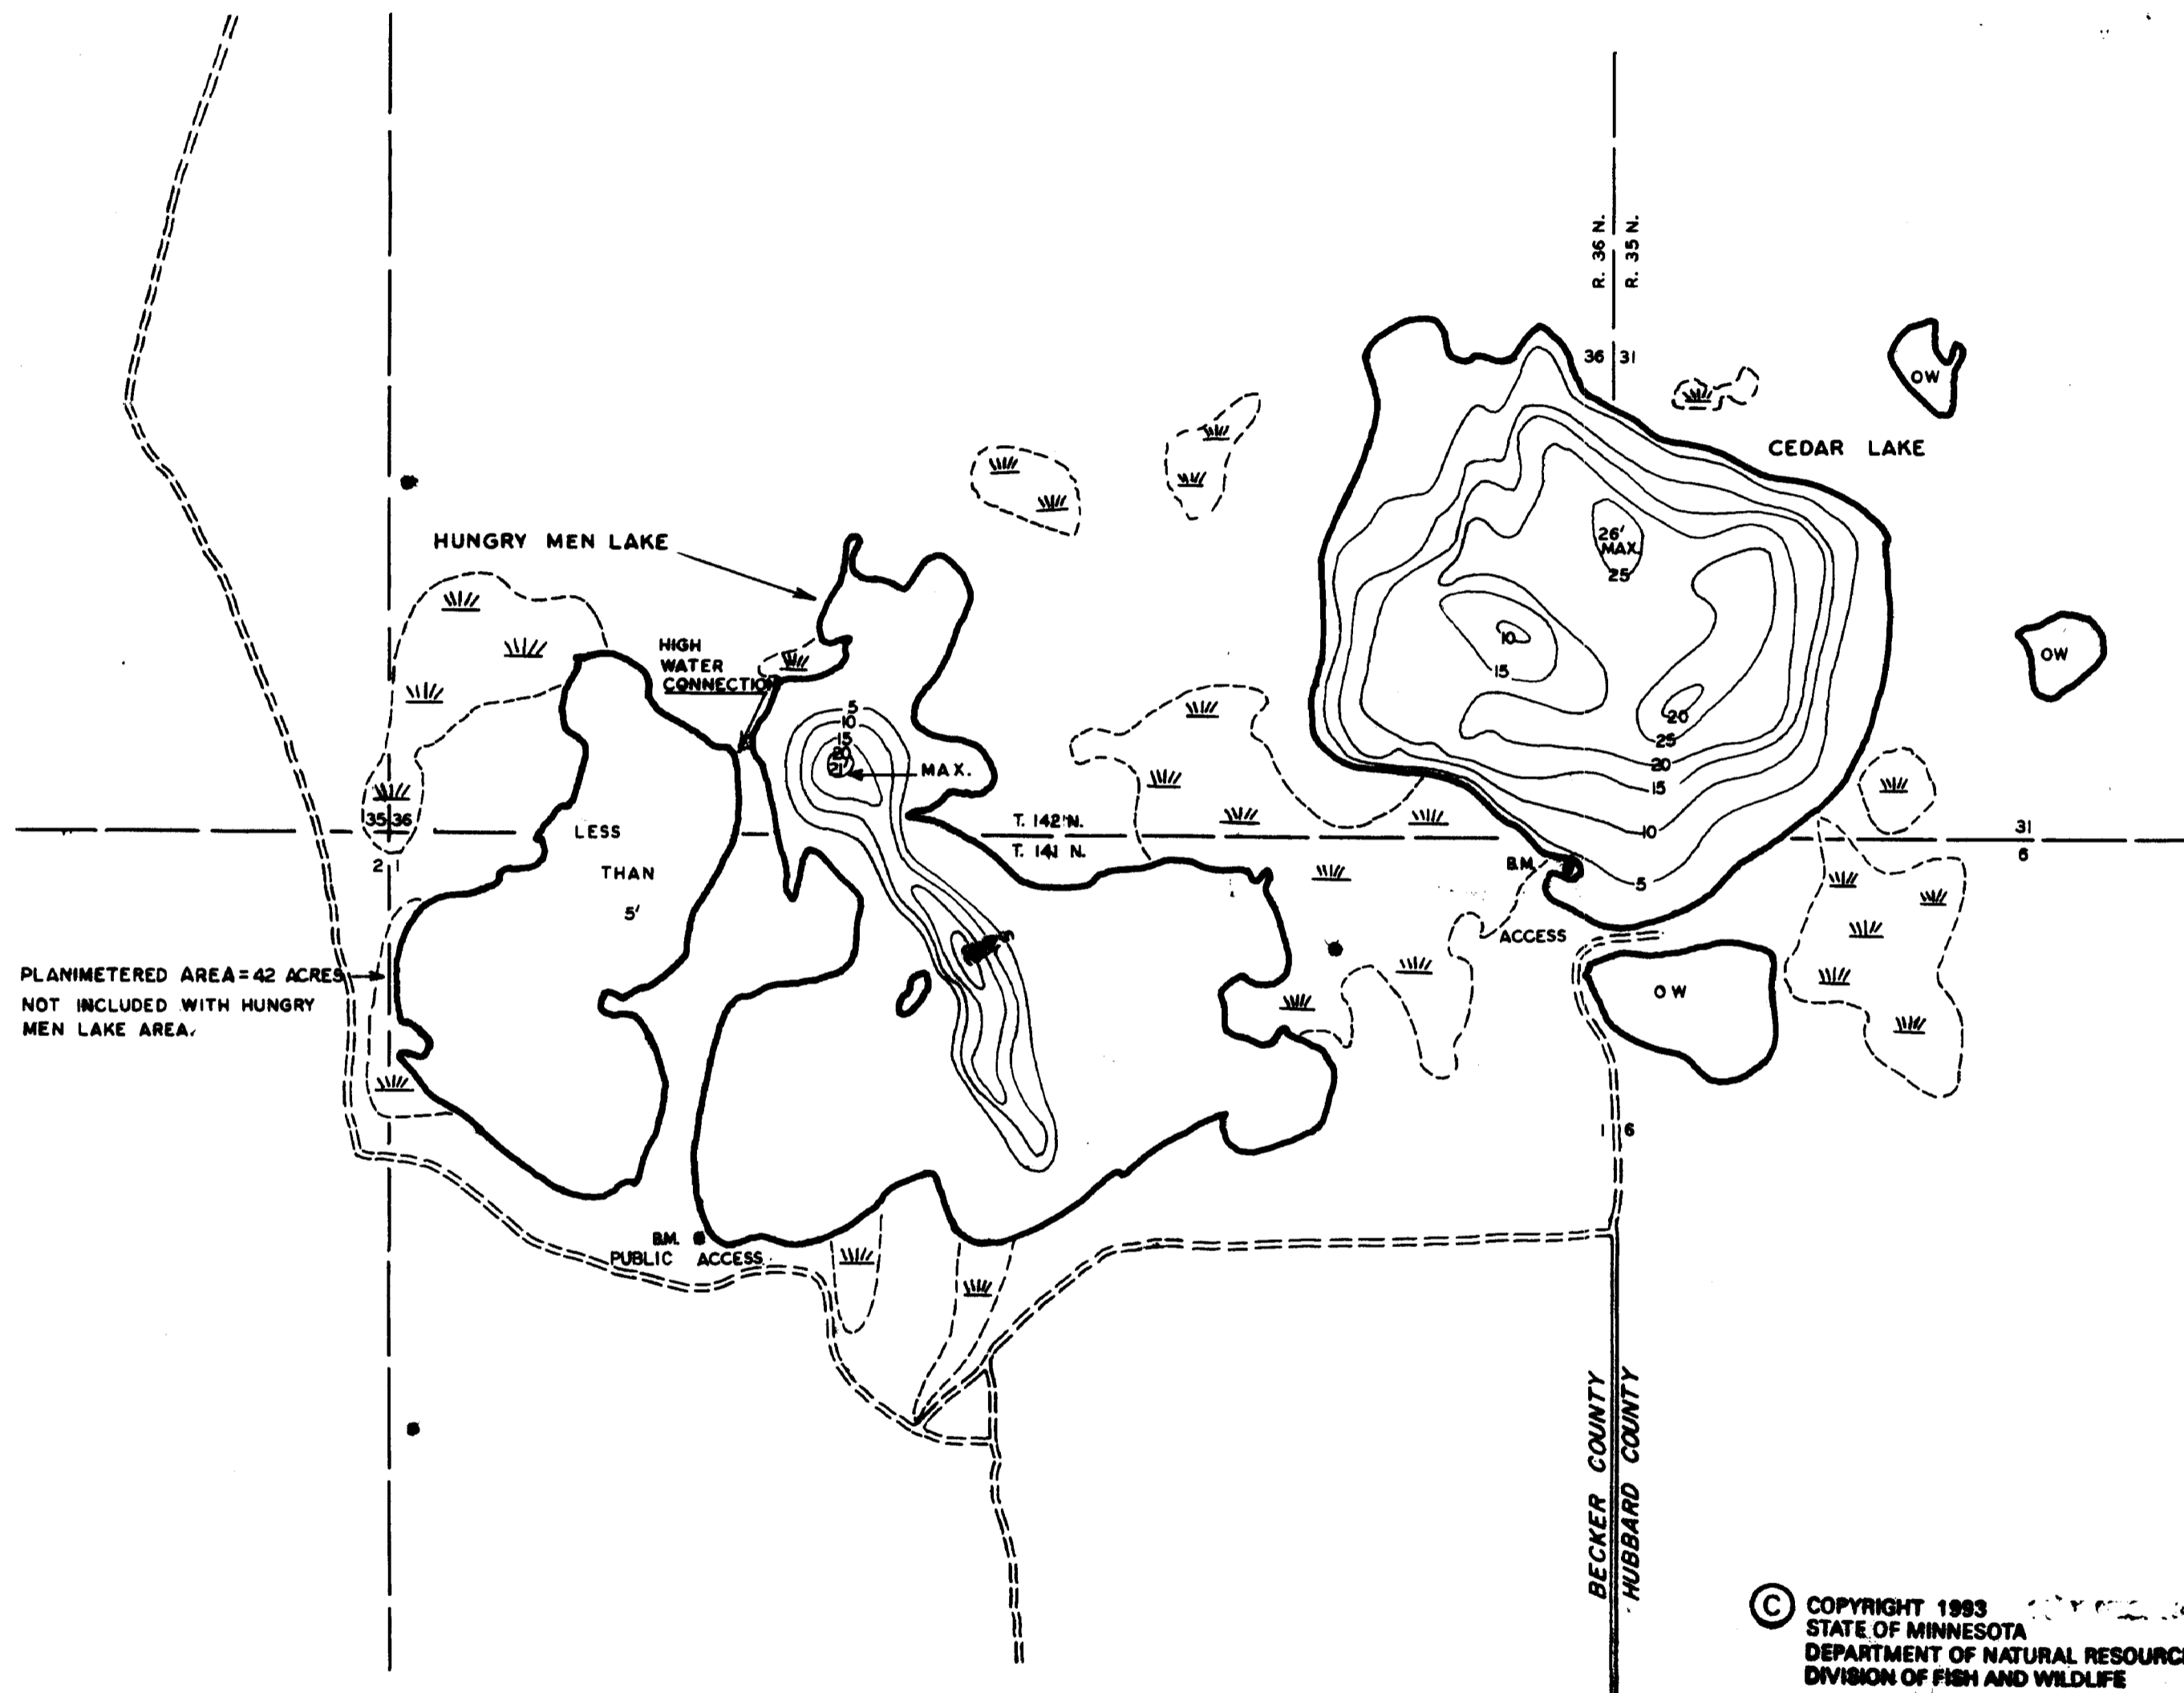 R. 36 N.
R. 35 N.
36 31
OW
CEDAR LAKE
26'
MAX.
25
HUNGRY MEN LAKE
10
15
HIGH
WATER
CONNECTION
OW
5
10
15
20
21'
MAX.
20
25
20
15
10
5
35 36
2 1
LESS
THAN
5'
T. 142 N.
T. 141 N.
31
6
B.M.
ACCESS
OW
PLANIMETERED AREA = 42 ACRES
NOT INCLUDED WITH HUNGRY
MEN LAKE AREA.
1 6
B.M.
PUBLIC ACCESS
BECKER COUNTY
HUBBARD COUNTY
© COPYRIGHT 1993
STATE OF MINNESOTA
DEPARTMENT OF NATURAL RESOURC
DIVISION OF FISH AND WILDLIFE